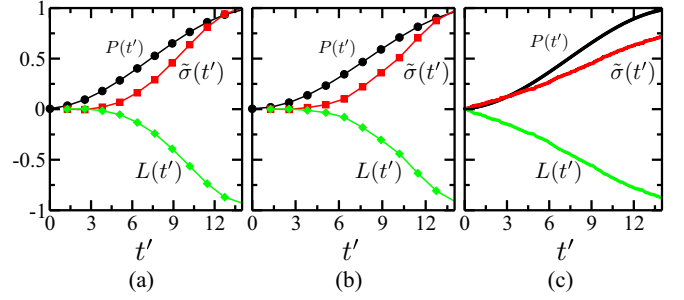 1
0.5
0
-0.5
-1
P(t′)
σ̃(t′)
L(t′)
0 3 6 9 12
t′
(a)
P(t′)
σ̃(t′)
L(t′)
0 3 6 9 12
t′
(b)
P(t′)
σ̃(t′)
L(t′)
0 3 6 9 12
t′
(c)